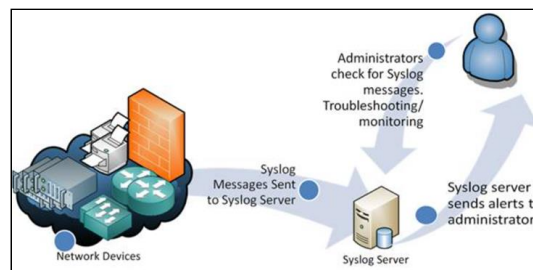 Administrators
check for Syslog
messages.
Troubleshooting/
monitoring
Syslog
Messages Sent
to Syslog Server
Syslog server
sends alerts t
administrator
Network Devices
Syslog Server